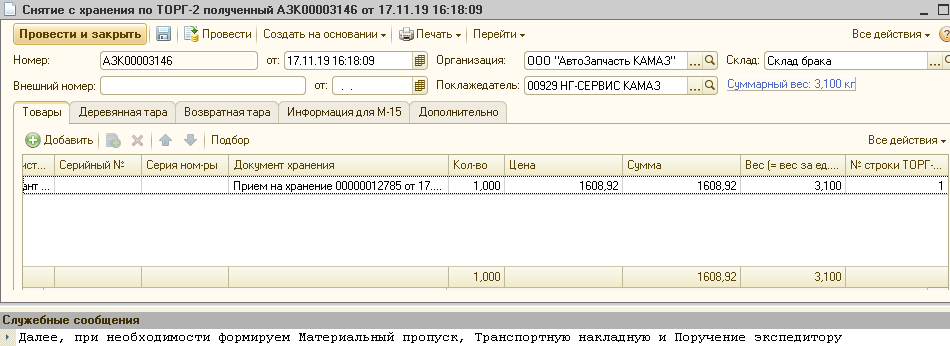 Снятие с хранения по ТОРГ-2 полученный АЗК00003146 от 17.11.19 16:18:09
Провести и закрыть Провести Создать на основании Печать Перейти Все действия
Номер: АЗК00003146 от: 17.11.19 16:18:09 Организация: ООО "АвтоЗапчасть КАМАЗ" ... Склад: Склад брака ...
Внешний номер: от: . . Поклажедатель: 00929 НГ-СЕРВИС КАМАЗ ... Суммарный вес: 3,100 кг
Товары Деревянная тара Возвратная тара Информация для М-15 Дополнительно
Добавить Подбор Все действия
ист... Серийный № Серия ном-ры Документ хранения Кол-во Цена Сумма Вес (= вес за ед.... № строки ТОРГ-...
ант ... Прием на хранение 00000012785 от 17.... 1,000 1608,92 1608,92 3,100 1
1,000 1608,92 3,100
Служебные сообщения
Далее, при необходимости формируем Материальный пропуск, Транспортную накладную и Поручение экспедитору